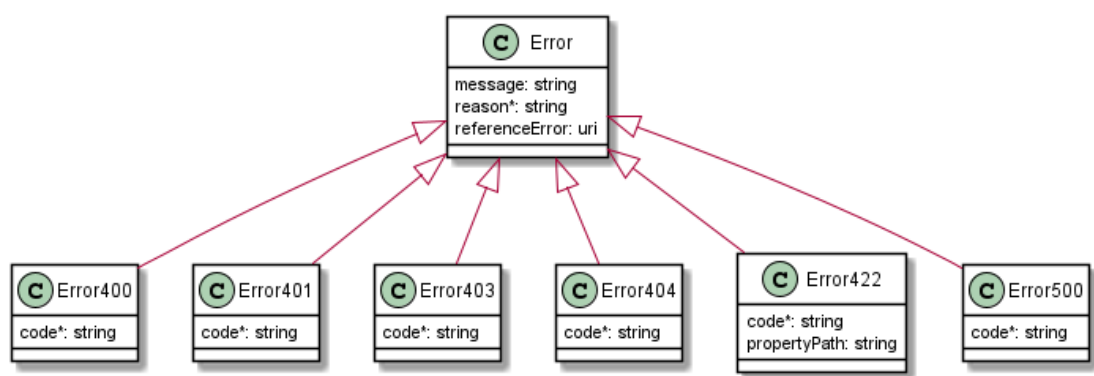 C Error
message: string
reason*: string
referenceError: uri
C Error400
code*: string
C Error401
code*: string
C Error403
code*: string
C Error404
code*: string
C Error422
code*: string
propertyPath: string
C Error500
code*: string